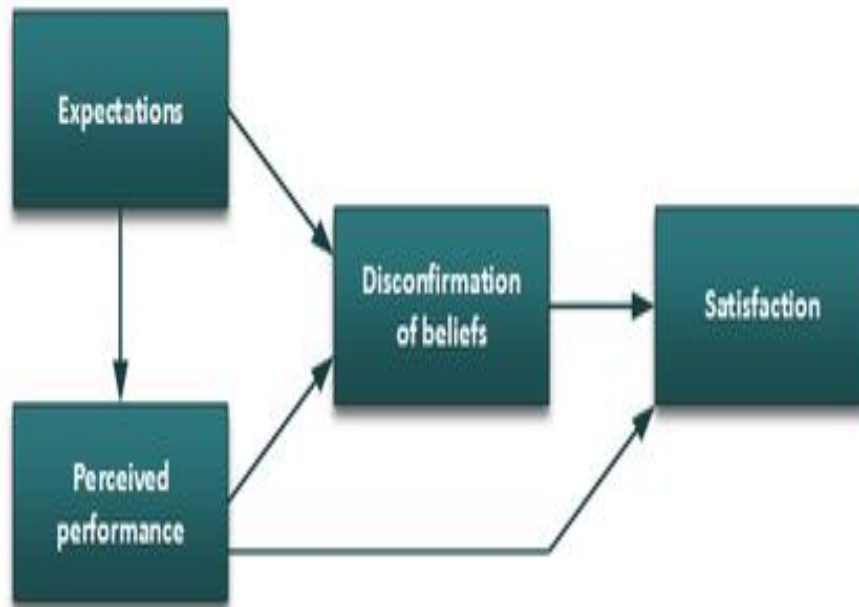 Expectations
Disconfirmation
of beliefs
Satisfaction
Perceived
performance